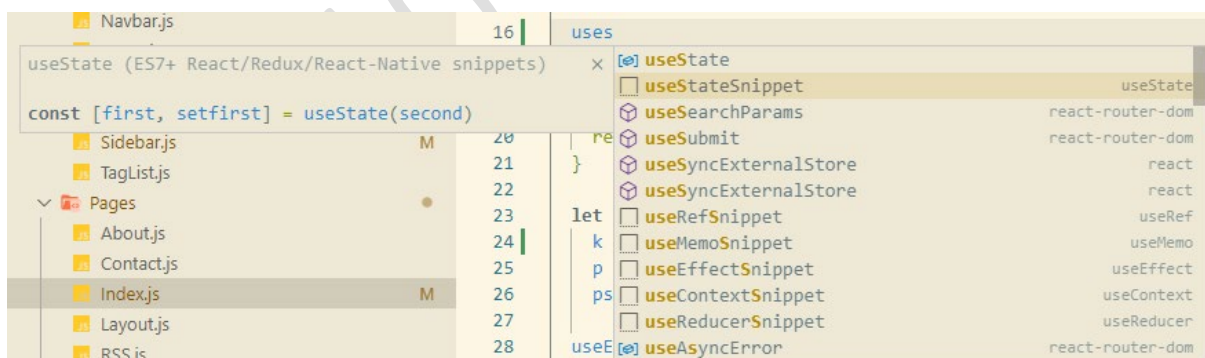 Navbar.js
useState (ES7+ React/Redux/React-Native snippets) ×
const [first, setfirst] = useState(second)
Sidebar.js M
TagList.js
Pages
About.js
Contact.js
Index.js M
Layout.js
RSS.js
16 uses
20 re
21 }
22
23 let
24 k
25 p
26 ps
27
28 useE
useState
useStateSnippet useState
useSearchParams react-router-dom
useSubmit react-router-dom
useSyncExternalStore react
useSyncExternalStore react
useRefSnippet useRef
useMemoSnippet useMemo
useEffectSnippet useEffect
useContextSnippet useContext
useReducerSnippet useReducer
useAsyncError react-router-dom